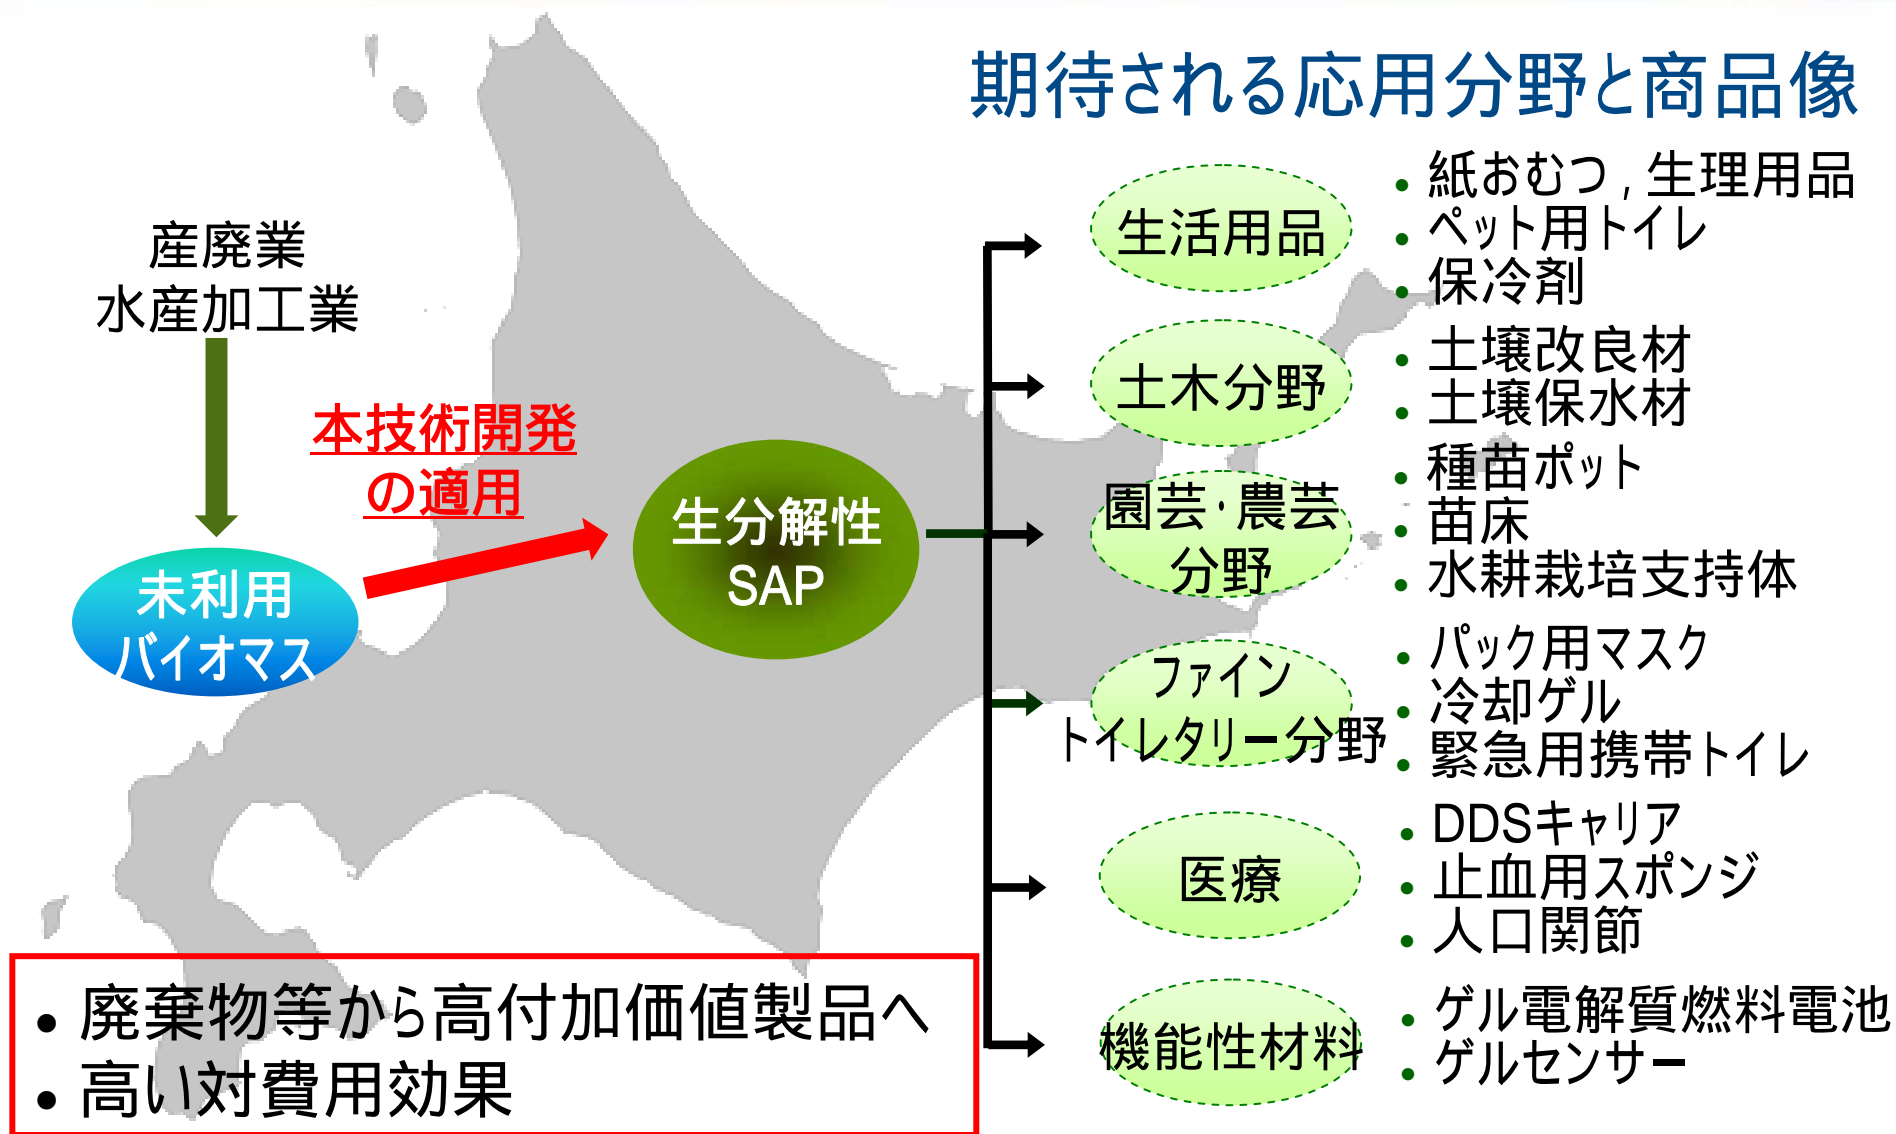 期待される応用分野と商品像
産廃業
水産加工業
本技術開発
の適用
未利用
バイオマス
生分解性
SAP
生活用品
• 紙おむつ , 生理用品
• ペット用トイレ
• 保冷剤
土木分野
• 土壌改良材
• 土壌保水材
園芸・農芸
分野
• 種苗ポット
• 苗床
• 水耕栽培支持体
ファイン
トイレタリー分野
• パック用マスク
• 冷却ゲル
• 緊急用携帯トイレ
医療
• DDSキャリア
• 止血用スポンジ
• 人口関節
機能性材料
• ゲル電解質燃料電池
• ゲルセンサー
• 廃棄物等から高付加価値製品へ
• 高い対費用効果